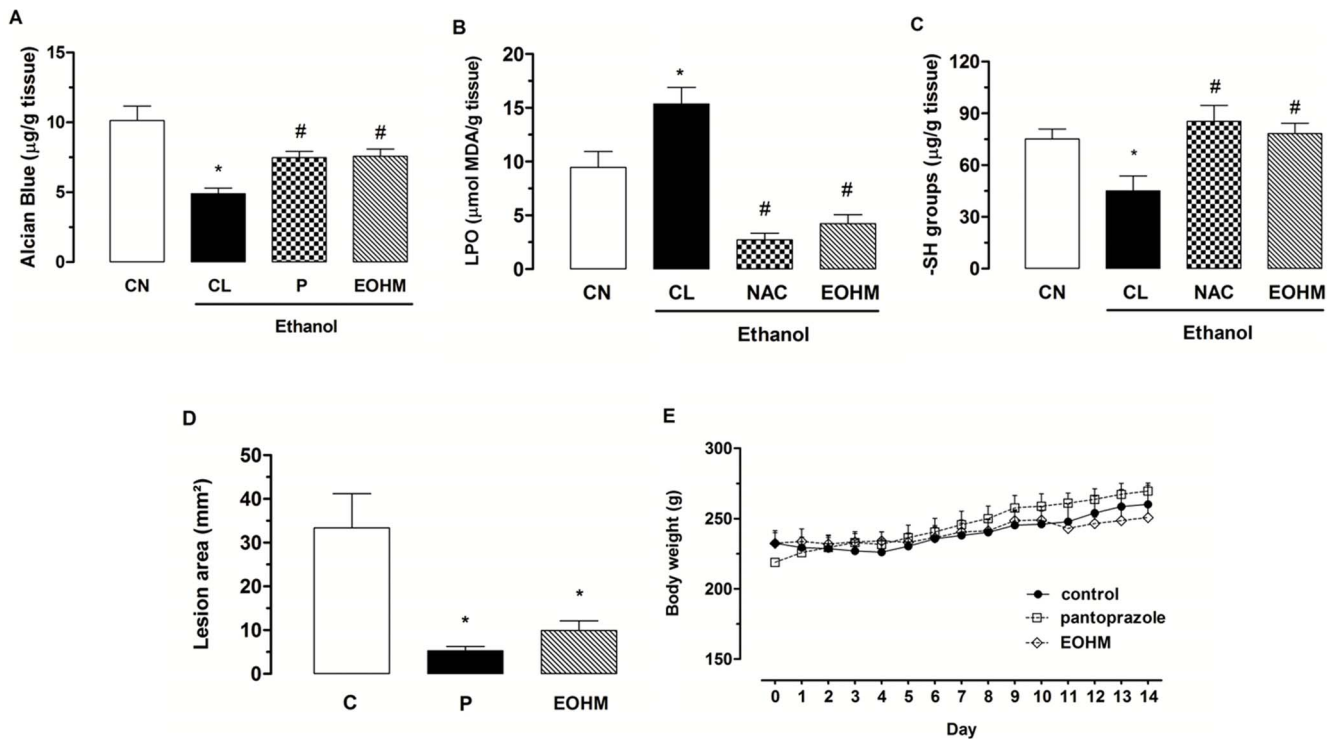 A
Alcian Blue (µg/g tissue)
15
10
5
0
*
#
#
CN
CL
P
EOHM
Ethanol
B
LPO (µmol MDA/g tissue)
20
15
10
5
0
*
#
#
CN
CL
NAC
EOHM
Ethanol
C
-SH groups (µg/g tissue)
120
90
60
30
0
*
#
#
CN
CL
NAC
EOHM
Ethanol
D
Lesion area (mm²)
50
40
30
20
10
0
*
*
C
P
EOHM
E
Body weight (g)
300
250
200
150
control
pantoprazole
EOHM
0 1 2 3 4 5 6 7 8 9 10 11 12 13 14
Day